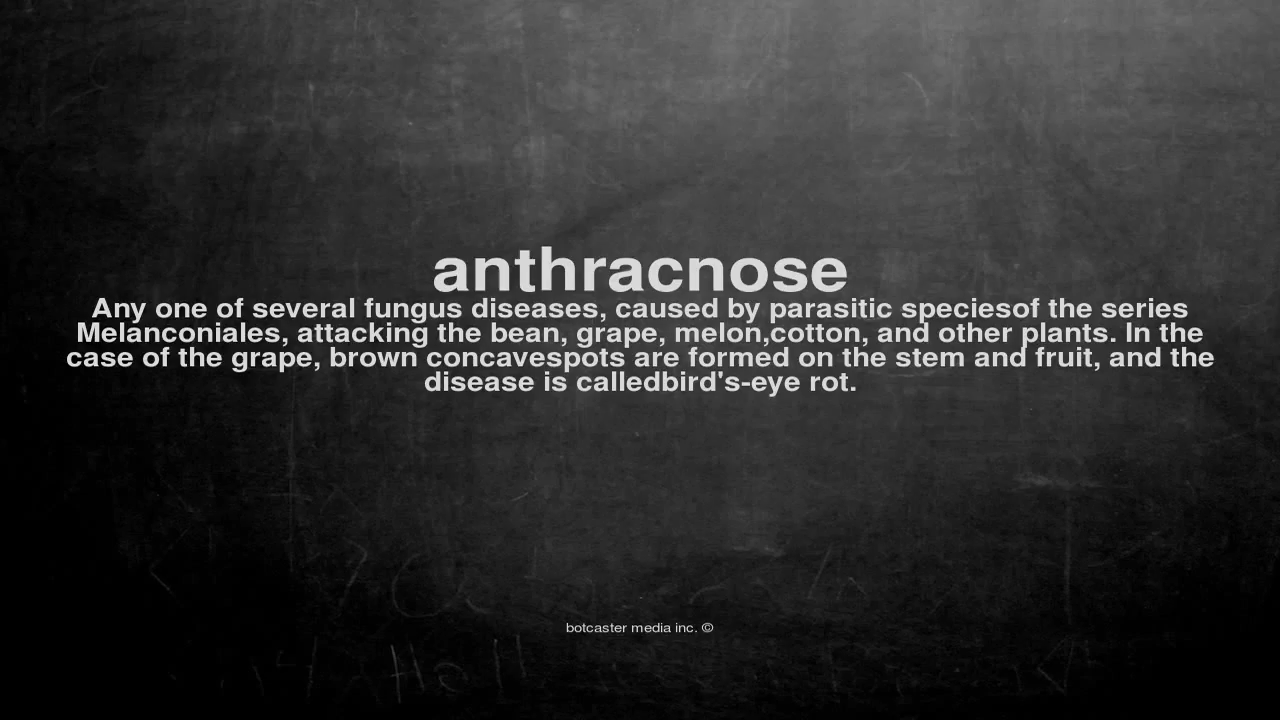 anthracnose
Any one of several fungus diseases, caused by parasitic speciesof the series
Melanconiales, attacking the bean, grape, melon,cotton, and other plants. In the
case of the grape, brown concavespots are formed on the stem and fruit, and the
disease is calledbird's-eye rot.
botcaster media inc. ©